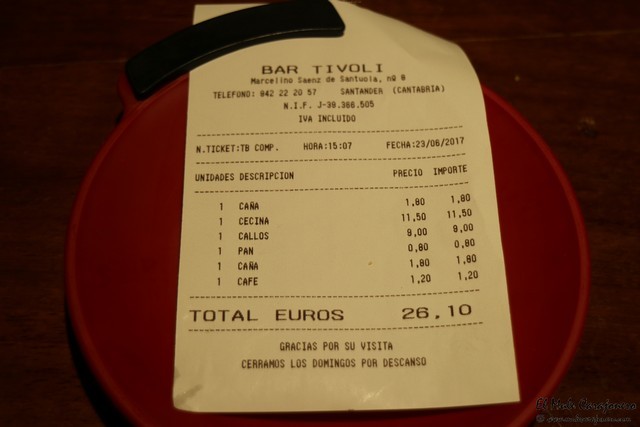 BAR TIVOLI
Marcelino Saenz de Santuola, nº 8
TELEFONO: 942 22 20 57 SANTANDER (CANTABRIA)
N.I.F. J-39.386.505
IVA INCLUIDO
N.TICKET:TB COMP. HORA:15:07 FECHA:23/06/2017
UNIDADES DESCRIPCION PRECIO IMPORTE
1 CAÑA 1,80 1,80
1 CECINA 11,50 11,50
1 CALLOS 9,00 9,00
1 PAN 0,80 0,80
1 CAÑA 1,80 1,80
1 CAFE 1,20 1,20
TOTAL EUROS 26,10
GRACIAS POR SU VISITA
CERRAMOS LOS DOMINGOS POR DESCANSO